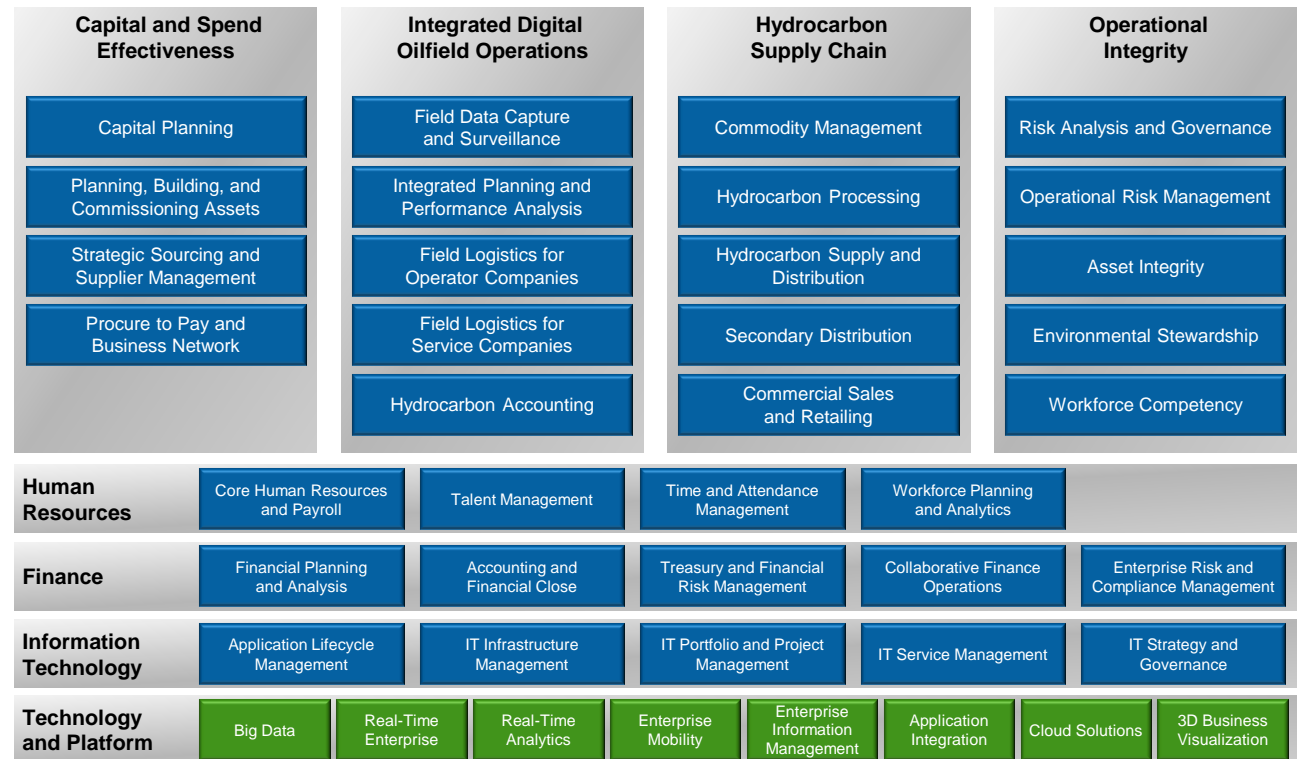 Capital and Spend
Effectiveness
Capital Planning
Planning, Building, and
Commissioning Assets
Strategic Sourcing and
Supplier Management
Procure to Pay and
Business Network
Integrated Digital
Oilfield Operations
Field Data Capture
and Surveillance
Integrated Planning and
Performance Analysis
Field Logistics for
Operator Companies
Field Logistics for
Service Companies
Hydrocarbon Accounting
Hydrocarbon
Supply Chain
Commodity Management
Hydrocarbon Processing
Hydrocarbon Supply and
Distribution
Secondary Distribution
Commercial Sales
and Retailing
Operational
Integrity
Risk Analysis and Governance
Operational Risk Management
Asset Integrity
Environmental Stewardship
Workforce Competency
Human
Resources
Core Human Resources
and Payroll
Talent Management
Time and Attendance
Management
Workforce Planning
and Analytics
Finance
Financial Planning
and Analysis
Accounting and
Financial Close
Treasury and Financial
Risk Management
Collaborative Finance
Operations
Enterprise Risk and
Compliance Management
Information
Technology
Application Lifecycle
Management
IT Infrastructure
Management
IT Portfolio and Project
Management
IT Service Management
IT Strategy and
Governance
Technology
and Platform
Big Data
Real-Time
Enterprise
Real-Time
Analytics
Enterprise
Mobility
Enterprise
Information
Management
Application
Integration
Cloud Solutions
3D Business
Visualization